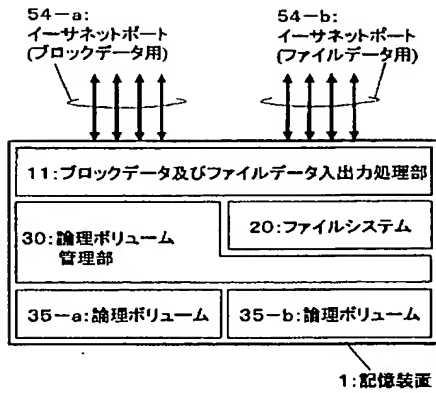 54-a:
イーサネットポート
(ブロックデータ用)
54-b:
イーサネットポート
(ファイルデータ用)
11:ブロックデータ及びファイルデータ入出力処理部
30:論理ボリューム
管理部
20:ファイルシステム
35-a:論理ボリューム
35-b:論理ボリューム
1:記憶装置